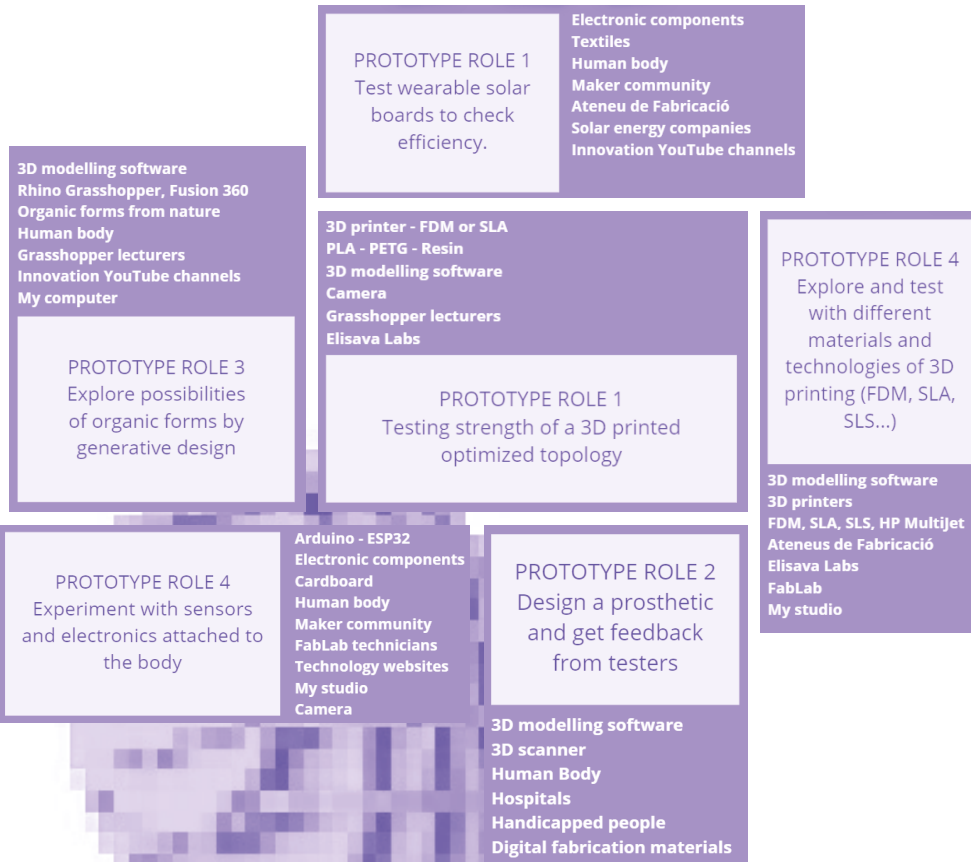 PROTOTYPE ROLE 1
Test wearable solar
boards to check
efficiency.
Electronic components
Textiles
Human body
Maker community
Ateneu de Fabricació
Solar energy companies
Innovation YouTube channels
3D modelling software
Rhino Grasshopper, Fusion 360
Organic forms from nature
Human body
Grasshopper lecturers
Innovation YouTube channels
My computer
PROTOTYPE ROLE 3
Explore possibilities
of organic forms by
generative design
3D printer - FDM or SLA
PLA - PETG - Resin
3D modelling software
Camera
Grasshopper lecturers
Elisava Labs
PROTOTYPE ROLE 1
Testing strength of a 3D printed
optimized topology
PROTOTYPE ROLE 4
Explore and test
with different
materials and
technologies of 3D
printing (FDM, SLA,
SLS...)
3D modelling software
3D printers
FDM, SLA, SLS, HP MultiJet
Ateneus de Fabricació
Elisava Labs
FabLab
My studio
PROTOTYPE ROLE 4
Experiment with sensors
and electronics attached to
the body
Arduino - ESP32
Electronic components
Cardboard
Human body
Maker community
FabLab technicians
Technology websites
My studio
Camera
PROTOTYPE ROLE 2
Design a prosthetic
and get feedback
from testers
3D modelling software
3D scanner
Human Body
Hospitals
Handicapped people
Digital fabrication materials